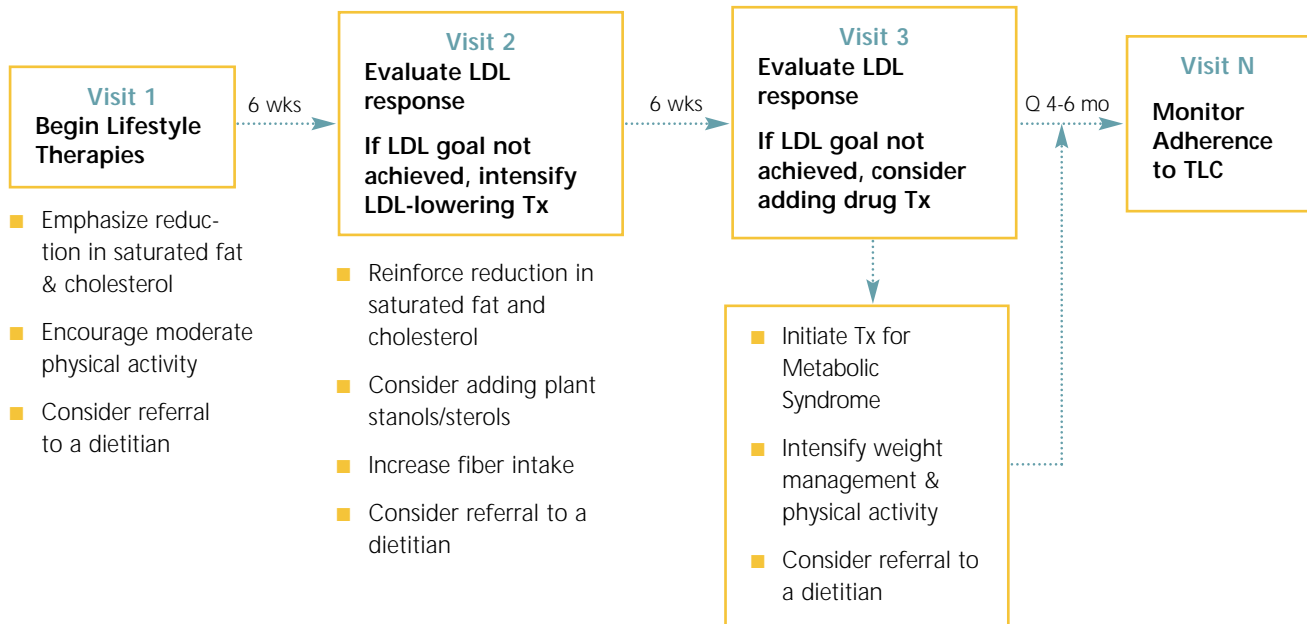 Visit 1
Begin Lifestyle
Therapies
6 wks
Visit 2
Evaluate LDL
response
If LDL goal not
achieved, intensify
LDL-lowering Tx
6 wks
Visit 3
Evaluate LDL
response
If LDL goal not
achieved, consider
adding drug Tx
Q 4-6 mo
Visit N
Monitor
Adherence
to TLC
Emphasize reduc-
tion in saturated fat
& cholesterol
Encourage moderate
physical activity
Consider referral
to a dietitian
Reinforce reduction in
saturated fat and
cholesterol
Consider adding plant
stanols/sterols
Increase fiber intake
Consider referral to a
dietitian
Initiate Tx for
Metabolic
Syndrome
Intensify weight
management &
physical activity
Consider referral to
a dietitian